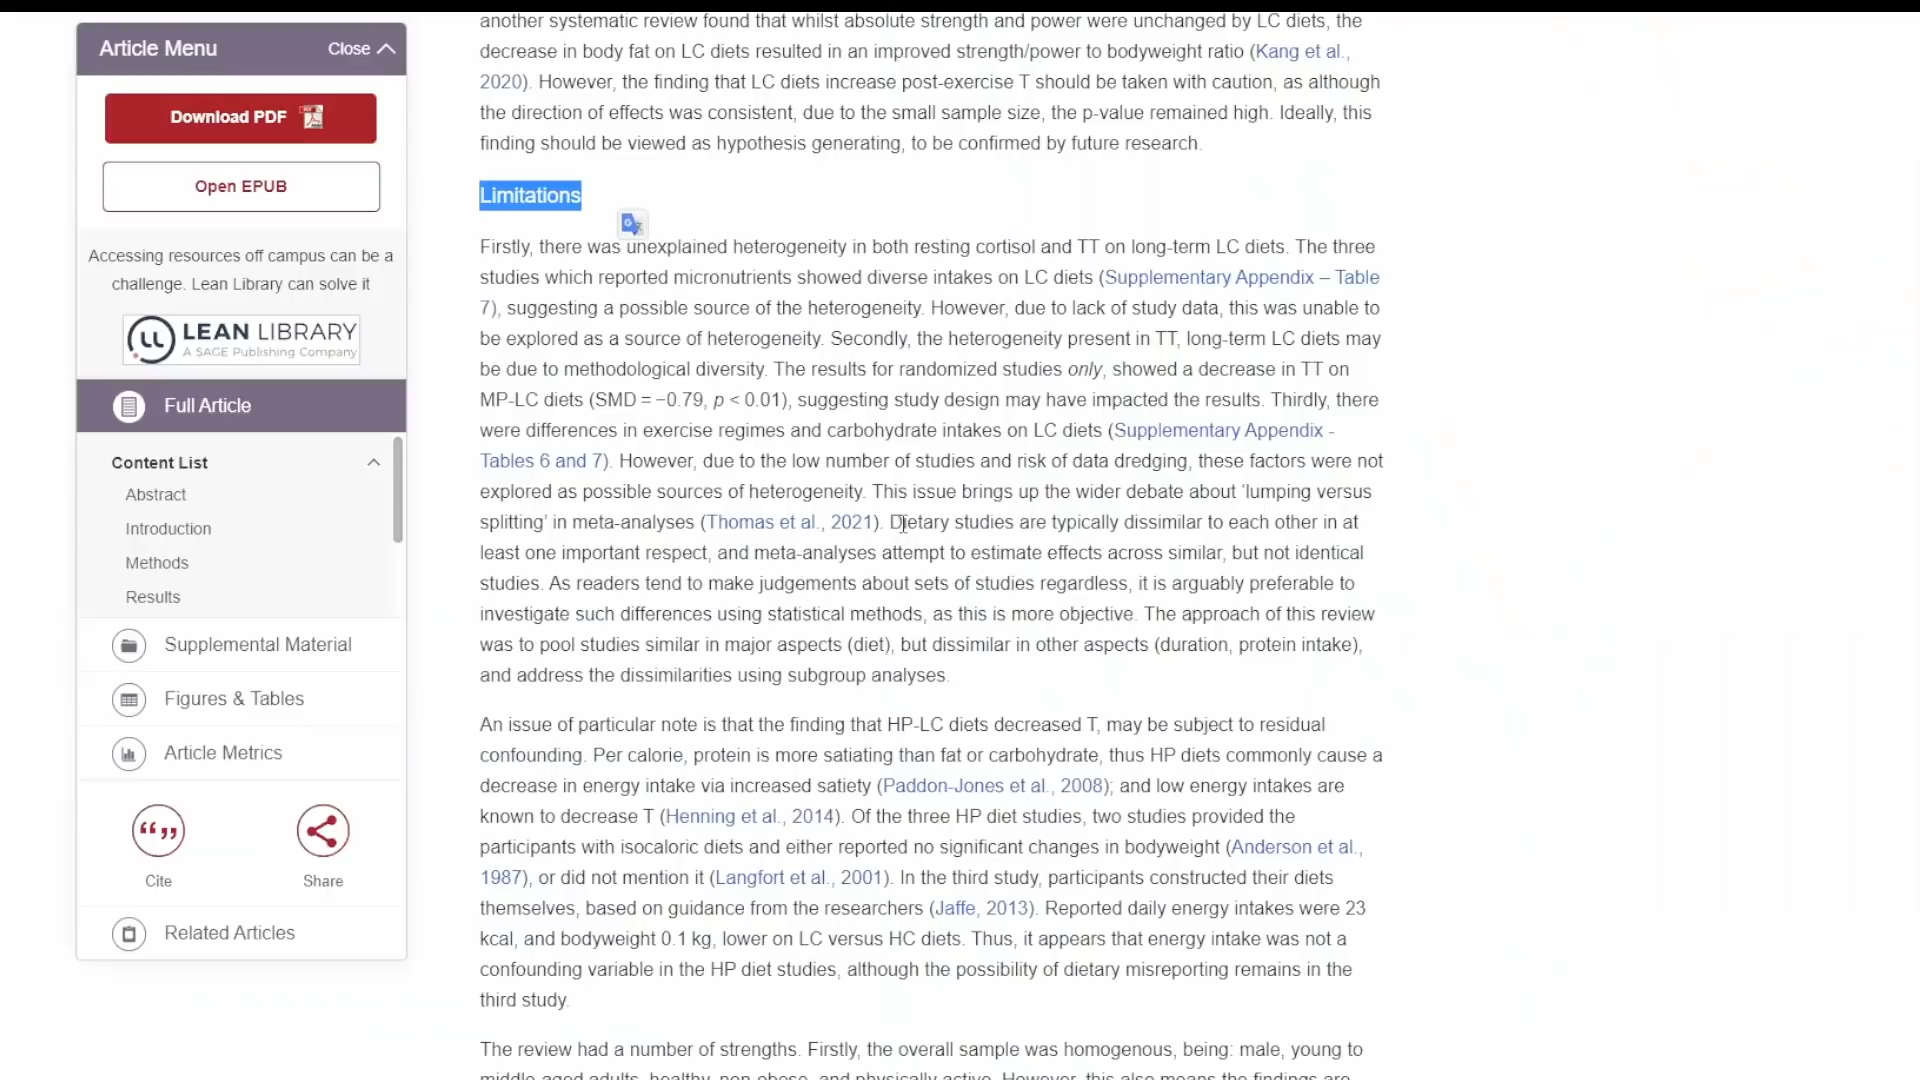 Article Menu
Close
Download PDF
Open EPUB
Accessing resources off campus can be a
challenge. Lean Library can solve it
LEAN LIBRARY
A SAGE Publishing Company
Full Article
Content List
Abstract
Introduction
Methods
Results
Supplemental Material
Figures & Tables
Article Metrics
Cite
Share
Related Articles
another systematic review found that whilst absolute strength and power were unchanged by LC diets, the
decrease in body fat on LC diets resulted in an improved strength/power to bodyweight ratio (Kang et al.,
2020). However, the finding that LC diets increase post-exercise T should be taken with caution, as although
the direction of effects was consistent, due to the small sample size, the p-value remained high. Ideally, this
finding should be viewed as hypothesis generating, to be confirmed by future research.
Limitations
Firstly, there was unexplained heterogeneity in both resting cortisol and TT on long-term LC diets. The three
studies which reported micronutrients showed diverse intakes on LC diets (Supplementary Appendix – Table
7), suggesting a possible source of the heterogeneity. However, due to lack of study data, this was unable to
be explored as a source of heterogeneity. Secondly, the heterogeneity present in TT, long-term LC diets may
be due to methodological diversity. The results for randomized studies only, showed a decrease in TT on
MP-LC diets (SMD = −0.79, p < 0.01), suggesting study design may have impacted the results. Thirdly, there
were differences in exercise regimes and carbohydrate intakes on LC diets (Supplementary Appendix -
Tables 6 and 7). However, due to the low number of studies and risk of data dredging, these factors were not
explored as possible sources of heterogeneity. This issue brings up the wider debate about ‘lumping versus
splitting’ in meta-analyses (Thomas et al., 2021). Dietary studies are typically dissimilar to each other in at
least one important respect, and meta-analyses attempt to estimate effects across similar, but not identical
studies. As readers tend to make judgements about sets of studies regardless, it is arguably preferable to
investigate such differences using statistical methods, as this is more objective. The approach of this review
was to pool studies similar in major aspects (diet), but dissimilar in other aspects (duration, protein intake),
and address the dissimilarities using subgroup analyses.
An issue of particular note is that the finding that HP-LC diets decreased T, may be subject to residual
confounding. Per calorie, protein is more satiating than fat or carbohydrate, thus HP diets commonly cause a
decrease in energy intake via increased satiety (Paddon-Jones et al., 2008); and low energy intakes are
known to decrease T (Henning et al., 2014). Of the three HP diet studies, two studies provided the
participants with isocaloric diets and either reported no significant changes in bodyweight (Anderson et al.,
1987), or did not mention it (Langfort et al., 2001). In the third study, participants constructed their diets
themselves, based on guidance from the researchers (Jaffe, 2013). Reported daily energy intakes were 23
kcal, and bodyweight 0.1 kg, lower on LC versus HC diets. Thus, it appears that energy intake was not a
confounding variable in the HP diet studies, although the possibility of dietary misreporting remains in the
third study.
The review had a number of strengths. Firstly, the overall sample was homogenous, being: male, young to
middle-aged adults, healthy, non-obese, and physically active. However, this also means the findings are